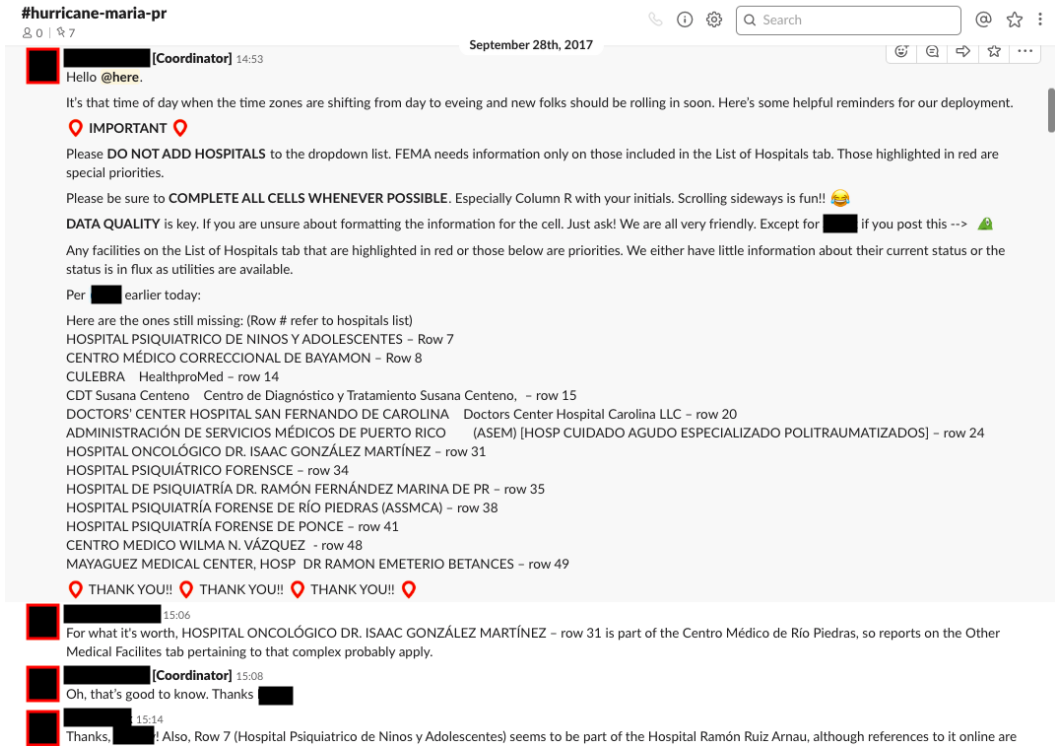 #hurricane-maria-pr
0 | 7
Search
September 28th, 2017
[Coordinator] 14:53
Hello @here.
It's that time of day when the time zones are shifting from day to eveing and new folks should be rolling in soon. Here's some helpful reminders for our deployment.
IMPORTANT
Please DO NOT ADD HOSPITALS to the dropdown list. FEMA needs information only on those included in the List of Hospitals tab. Those highlighted in red are
special priorities.
Please be sure to COMPLETE ALL CELLS WHENEVER POSSIBLE. Especially Column R with your initials. Scrolling sideways is fun!! 😂
DATA QUALITY is key. If you are unsure about formatting the information for the cell. Just ask! We are all very friendly. Except for if you post this -->
Any facilities on the List of Hospitals tab that are highlighted in red or those below are priorities. We either have little information about their current status or the
status is in flux as utilities are available.
Per earlier today:
Here are the ones still missing: (Row # refer to hospitals list)
HOSPITAL PSIQUIATRICO DE NINOS Y ADOLESCENTES – Row 7
CENTRO MÉDICO CORRECCIONAL DE BAYAMON – Row 8
CULEBRA HealthproMed – row 14
CDT Susana Centeno Centro de Diagnóstico y Tratamiento Susana Centeno, – row 15
DOCTORS' CENTER HOSPITAL SAN FERNANDO DE CAROLINA Doctors Center Hospital Carolina LLC – row 20
ADMINISTRACIÓN DE SERVICIOS MÉDICOS DE PUERTO RICO (ASEM) [HOSP CUIDADO AGUDO ESPECIALIZADO POLITRAUMATIZADOS] – row 24
HOSPITAL ONCOLÓGICO DR. ISAAC GONZÁLEZ MARTÍNEZ – row 31
HOSPITAL PSIQUIÁTRICO FORENSCE – row 34
HOSPITAL DE PSIQUIATRÍA DR. RAMÓN FERNÁNDEZ MARINA DE PR – row 35
HOSPITAL PSIQUIATRÍA FORENSE DE RÍO PIEDRAS (ASSMCA) – row 38
HOSPITAL PSIQUIATRÍA FORENSE DE PONCE – row 41
CENTRO MEDICO WILMA N. VÁZQUEZ - row 48
MAYAGUEZ MEDICAL CENTER, HOSP DR RAMON EMETERIO BETANCES – row 49
THANK YOU!! THANK YOU!! THANK YOU!!
15:06
For what it's worth, HOSPITAL ONCOLÓGICO DR. ISAAC GONZÁLEZ MARTÍNEZ – row 31 is part of the Centro Médico de Río Piedras, so reports on the Other
Medical Facilites tab pertaining to that complex probably apply.
[Coordinator] 15:08
Oh, that's good to know. Thanks
15:14
Thanks, ! Also, Row 7 (Hospital Psiquiatrico de Ninos y Adolescentes) seems to be part of the Hospital Ramón Ruiz Arnau, although references to it online are